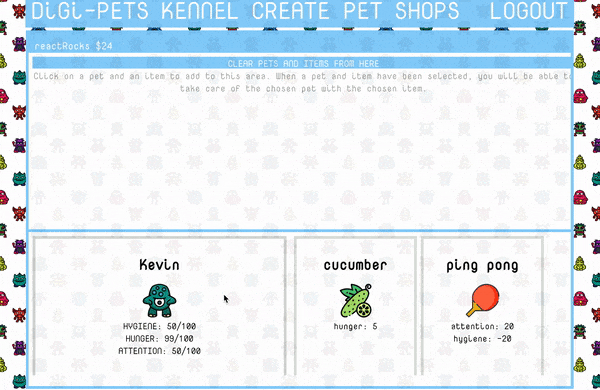 DiGi-PETS KENNEL CREATE PET SHOPS LOGOUT
reactRocks $24
CLEAR PETS AND ITEMS FROM HERE
Click on a pet and an item to add to this area. When a pet and item have been selected, you will be able to
take care of the chosen pet with the chosen item.
Kevin
HYGIENE: 50/100
HUNGER: 99/100
ATTENTION: 50/100
cucumber
hunger: 5
ping pong
attention: 20
hygiene: -20